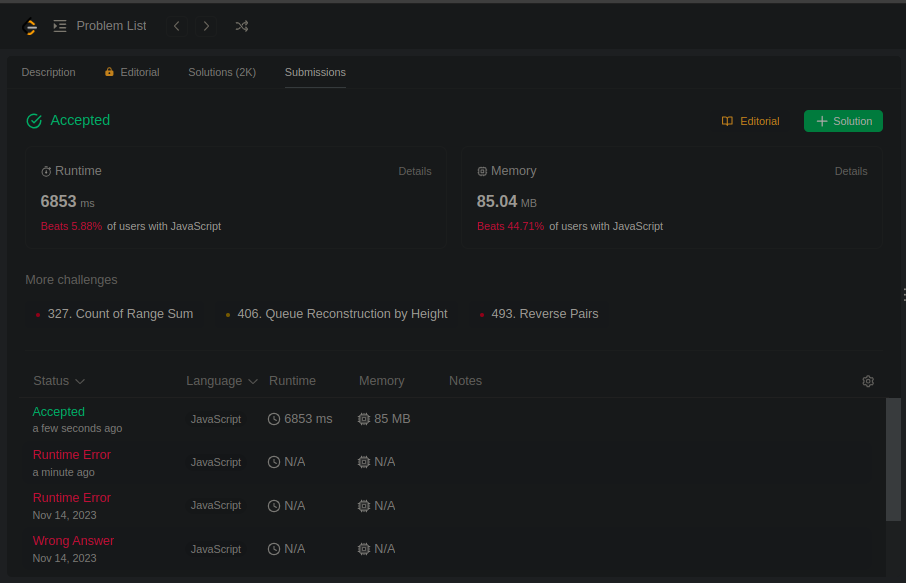 Problem List
Description Editorial Solutions (2K) Submissions
Accepted
Editorial Solution
Runtime Details
6853 ms
Beats 5.88% of users with JavaScript
Memory Details
85.04 MB
Beats 44.71% of users with JavaScript
More challenges
327. Count of Range Sum 406. Queue Reconstruction by Height 493. Reverse Pairs
Status Language Runtime Memory Notes
Accepted
a few seconds ago
JavaScript 6853 ms 85 MB
Runtime Error
a minute ago
JavaScript N/A N/A
Runtime Error
Nov 14, 2023
JavaScript N/A N/A
Wrong Answer
Nov 14, 2023
JavaScript N/A N/A